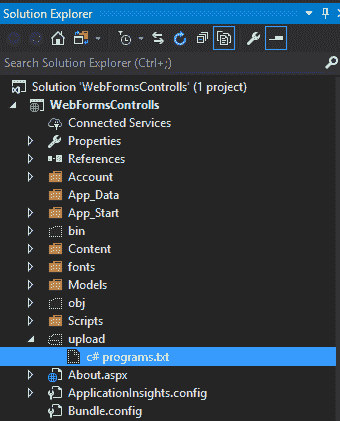 Solution Explorer
Search Solution Explorer (Ctrl+;)
Solution 'WebFormsControlls' (1 project)
WebFormsControlls
Connected Services
Properties
References
Account
App_Data
App_Start
bin
Content
fonts
Models
obj
Scripts
upload
c# programs.txt
About.aspx
ApplicationInsights.config
Bundle.config